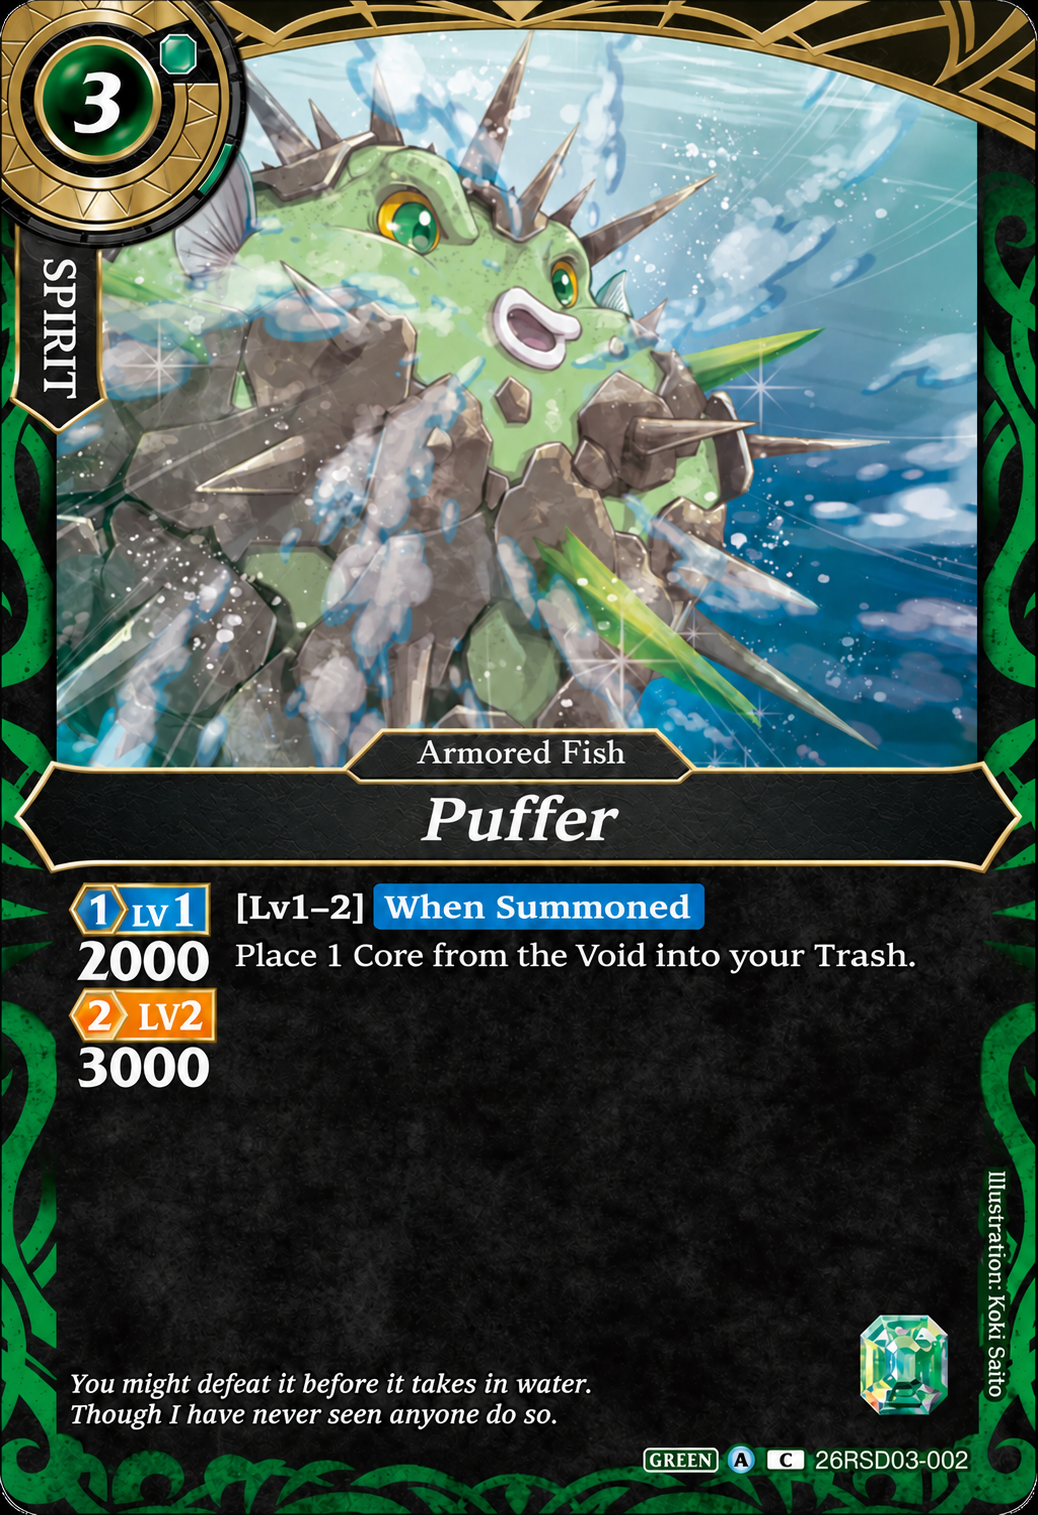 3
SPIRIT
Armored Fish
Puffer
1 LV1
2000
2 LV2
3000
[Lv1–2] When Summoned
Place 1 Core from the Void into your Trash.
Illustration: Koki Saito
You might defeat it before it takes in water.
Though I have never seen anyone do so.
GREEN A C 26RSD03-002